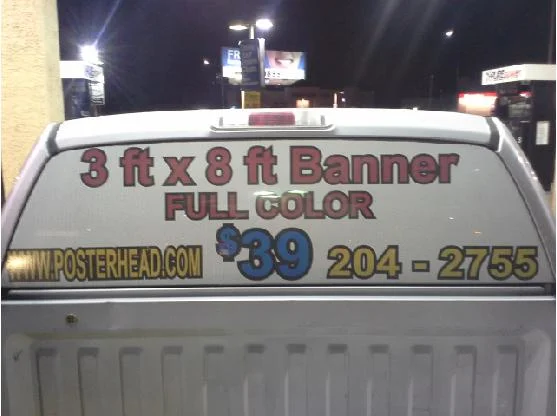 3 ft x 8 ft Banner
FULL COLOR
WWW.POSTERHEAD.COM $39 204 - 2755